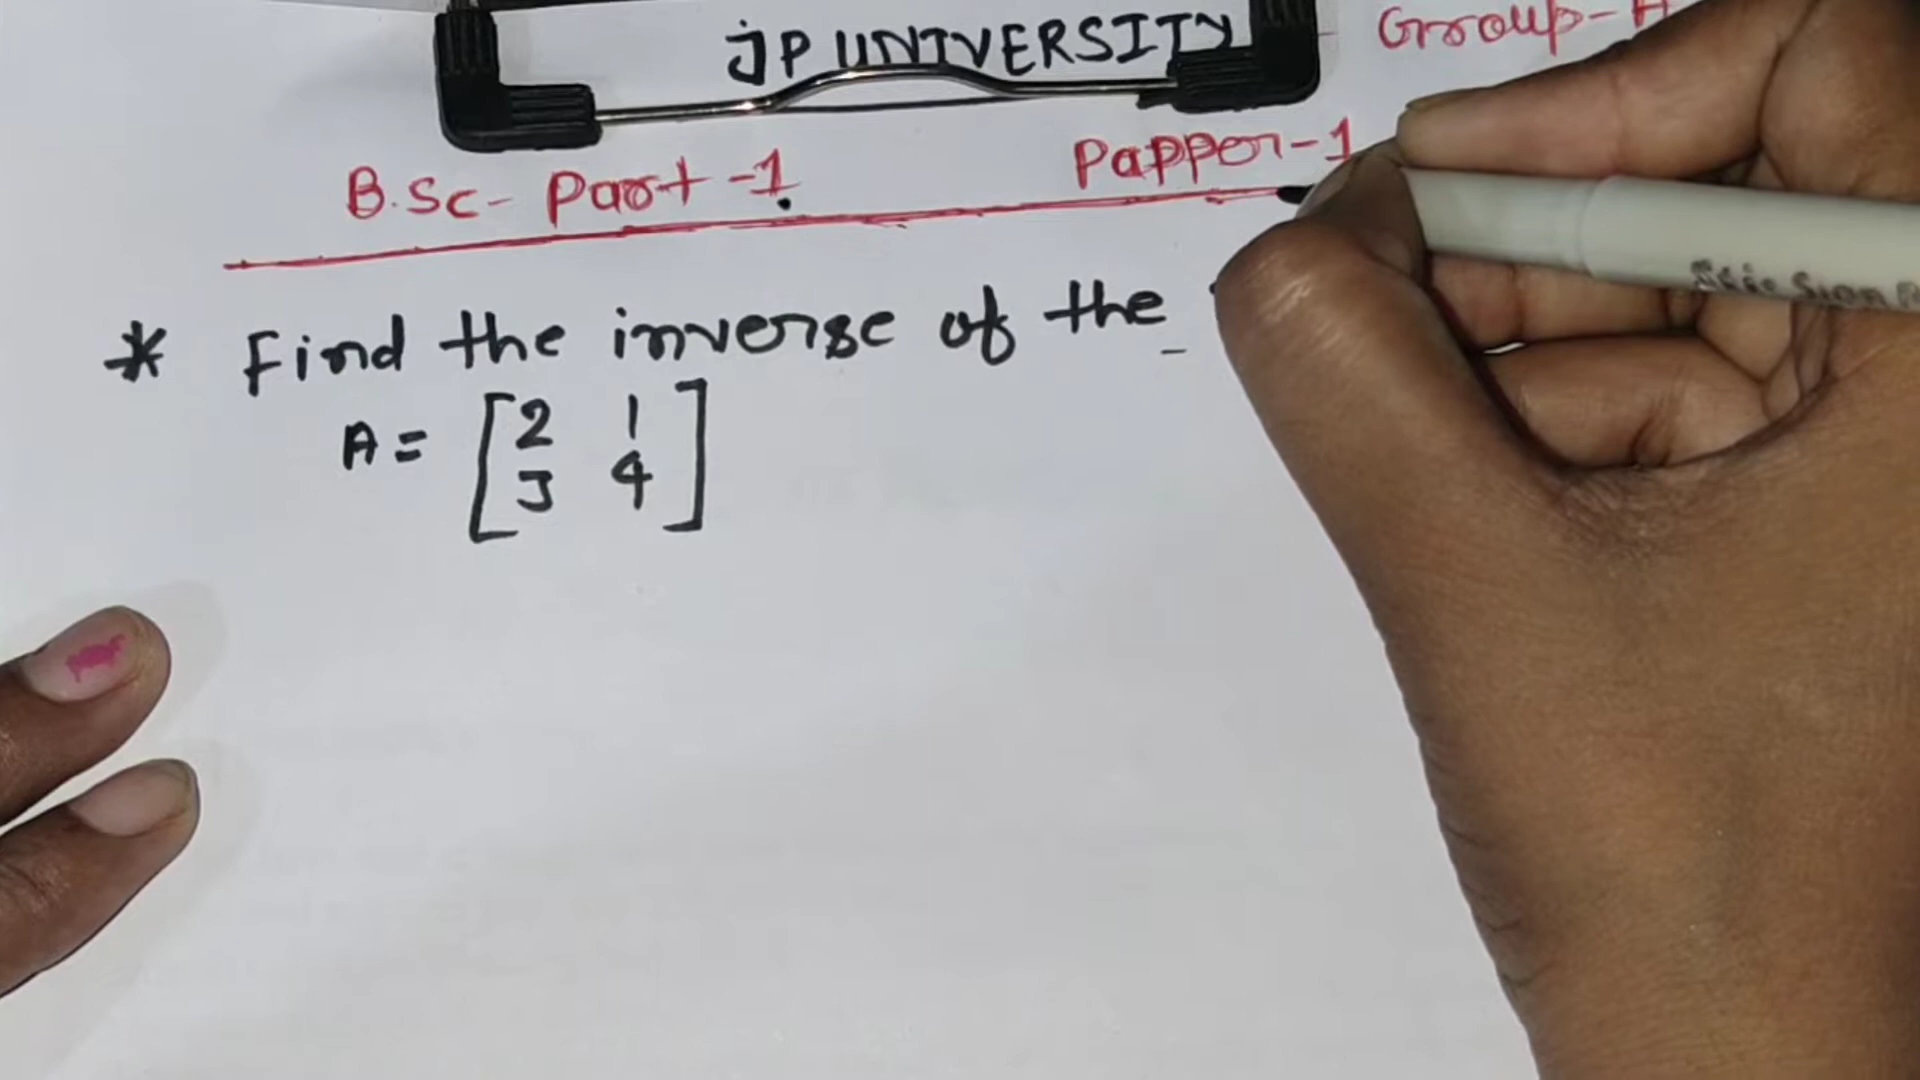 JP UNIVERSITY
Group-A
B.Sc- Part-1 Papper-1
* Find the inverse of the
A = [2 1
3 4]